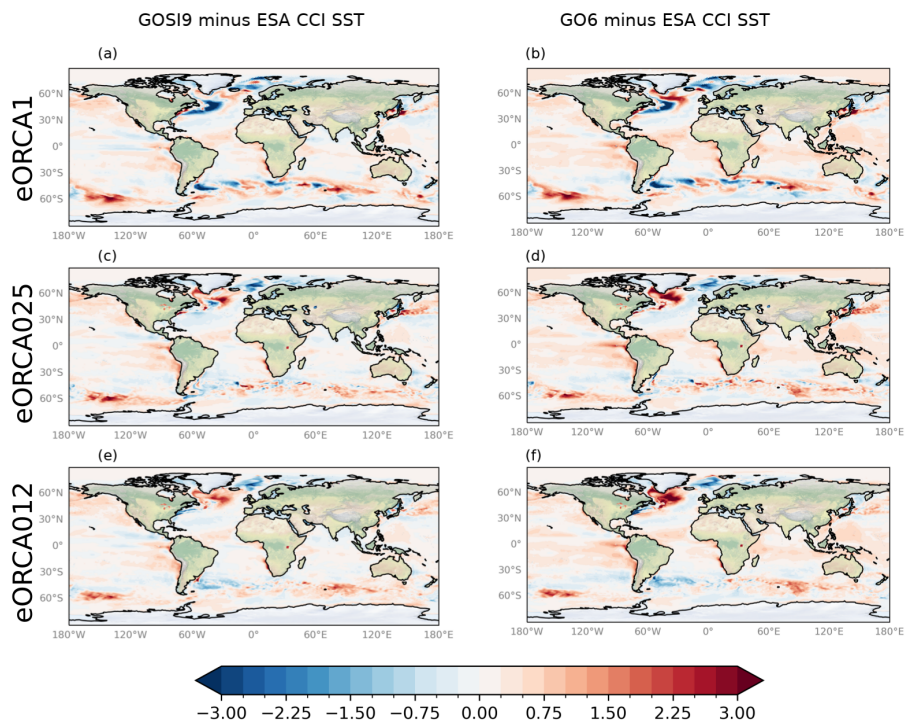 GOSI9 minus ESA CCI SST
GO6 minus ESA CCI SST
(a)
(b)
eORCA1
60°N
30°N
0°
30°S
60°S
180°W 120°W 60°W 0° 60°E 120°E 180°E
60°N
30°N
0°
30°S
60°S
180°W 120°W 60°W 0° 60°E 120°E 180°E
(c)
(d)
eORCA025
60°N
30°N
0°
30°S
60°S
180°W 120°W 60°W 0° 60°E 120°E 180°E
60°N
30°N
0°
30°S
60°S
180°W 120°W 60°W 0° 60°E 120°E 180°E
(e)
(f)
eORCA012
60°N
30°N
0°
30°S
60°S
180°W 120°W 60°W 0° 60°E 120°E 180°E
60°N
30°N
0°
30°S
60°S
180°W 120°W 60°W 0° 60°E 120°E 180°E
−3.00 −2.25 −1.50 −0.75 0.00 0.75 1.50 2.25 3.00